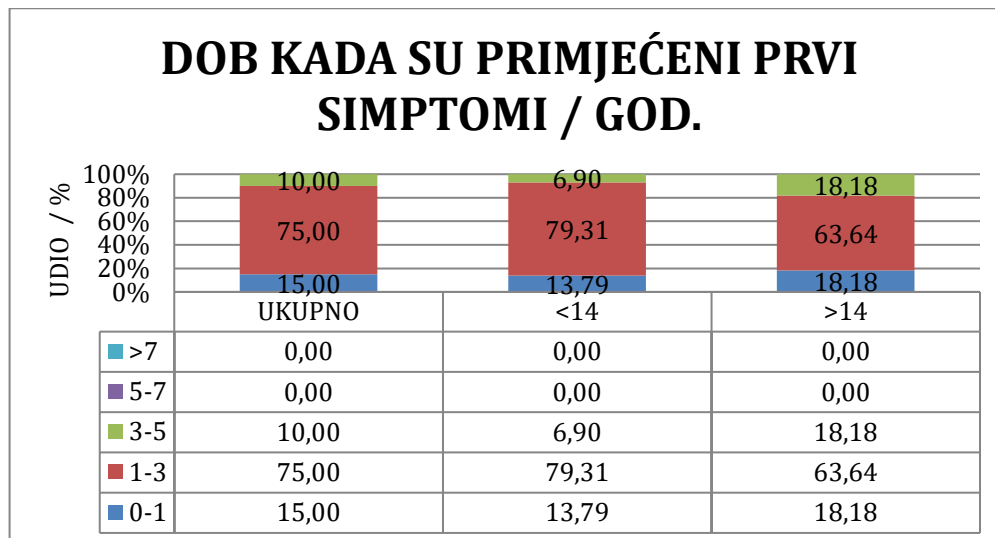 DOB KADA SU PRIMJEĆENI PRVI
SIMPTOMI / GOD.
UDIO / %
100%
80%
60%
40%
20%
0%
10,00 6,90 18,18
75,00 79,31 63,64
15,00 13,79 18,18
UKUPNO <14 >14
>7 0,00 0,00 0,00
5-7 0,00 0,00 0,00
3-5 10,00 6,90 18,18
1-3 75,00 79,31 63,64
0-1 15,00 13,79 18,18